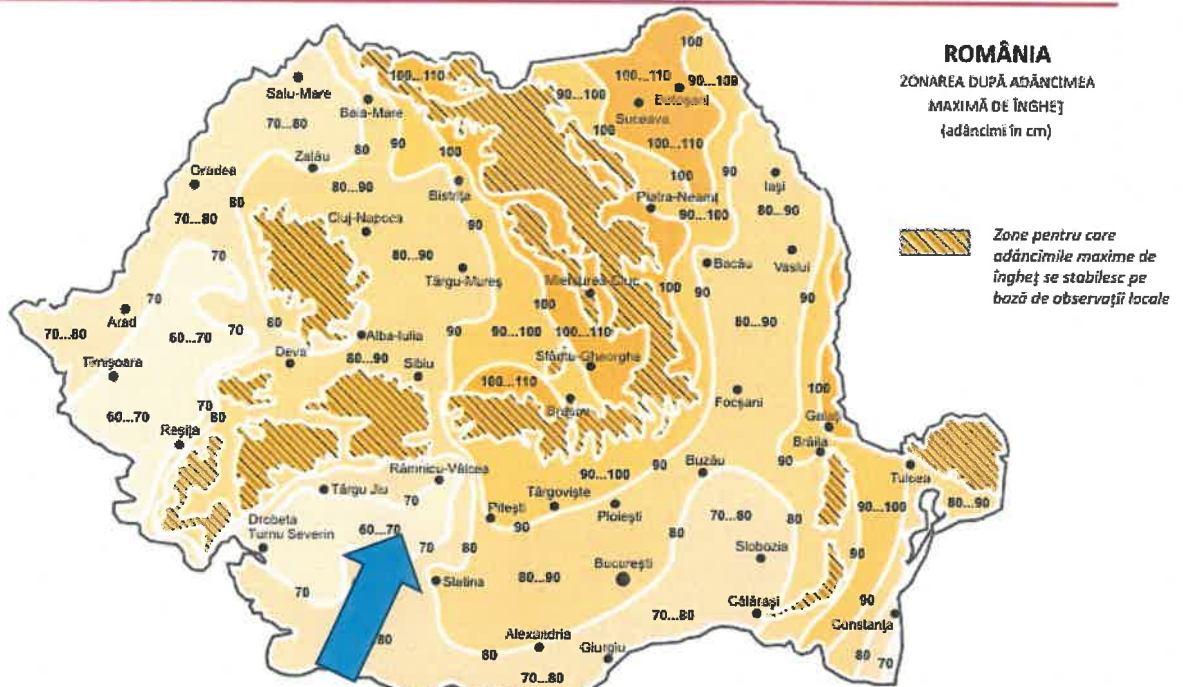 ROMÂNIA
ZONAREA DUPĂ ADÂNCIMEA
MAXIMĂ DE ÎNGHEȚ
(adâncimi în cm)
Zone pentru care
adâncimile maxime de
îngheț se stabilesc pe
bază de observații locale
100
100...110
100...110
90...100
Satu-Mare
90...100
Botoșani
Baia-Mare
Suceava
70...80
90
100
100...110
80
100
Zalău
Oradea
80...90
Bistrița
100
90
Iași
80
Piatra-Neamț
80...90
70...80
Cluj-Napoca
90
90...100
70
80...90
Bacău
Vaslui
Târgu-Mureș
Miercurea-Ciuc
100
90
90
70
100
Arad
70...80
60...70
70
80
Alba-Iulia
90
90...100
100...110
80...90
Deva
80...90
Sfântu-Gheorghe
Timișoara
Sibiu
100...110
100
60...70
70
80
Brașov
Focșani
Galați
Reșița
Brăila
Râmnicu-Vâlcea
90...100
90
Buzău
90
Tulcea
Târgu Jiu
70
Târgoviște
80...90
Pitești
Ploiești
90...100
Drobeta
Turnu Severin
60...70
90
70...80
80
70
80
80
Slobozia
90
Slatina
80...90
București
70
Călărași
90
70...80
Constanța
80
Alexandria
80
Giurgiu
80
70
70...80